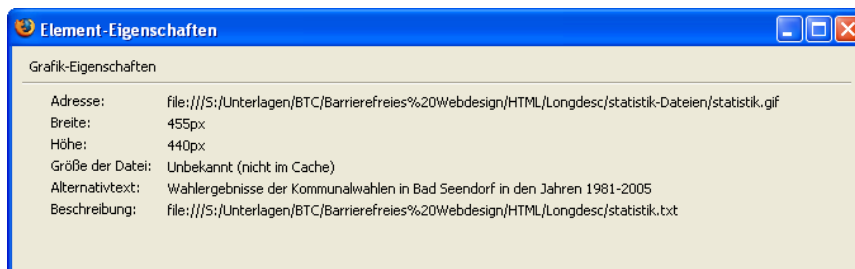 Element-Eigenschaften
Grafik-Eigenschaften
Adresse: file:///S:/Unterlagen/BTC/Barrierefreies%20Webdesign/HTML/Longdesc/statistik-Dateien/statistik.gif
Breite: 455px
Höhe: 440px
Größe der Datei: Unbekannt (nicht im Cache)
Alternativtext: Wahlergebnisse der Kommunalwahlen in Bad Seendorf in den Jahren 1981-2005
Beschreibung: file:///S:/Unterlagen/BTC/Barrierefreies%20Webdesign/HTML/Longdesc/statistik.txt